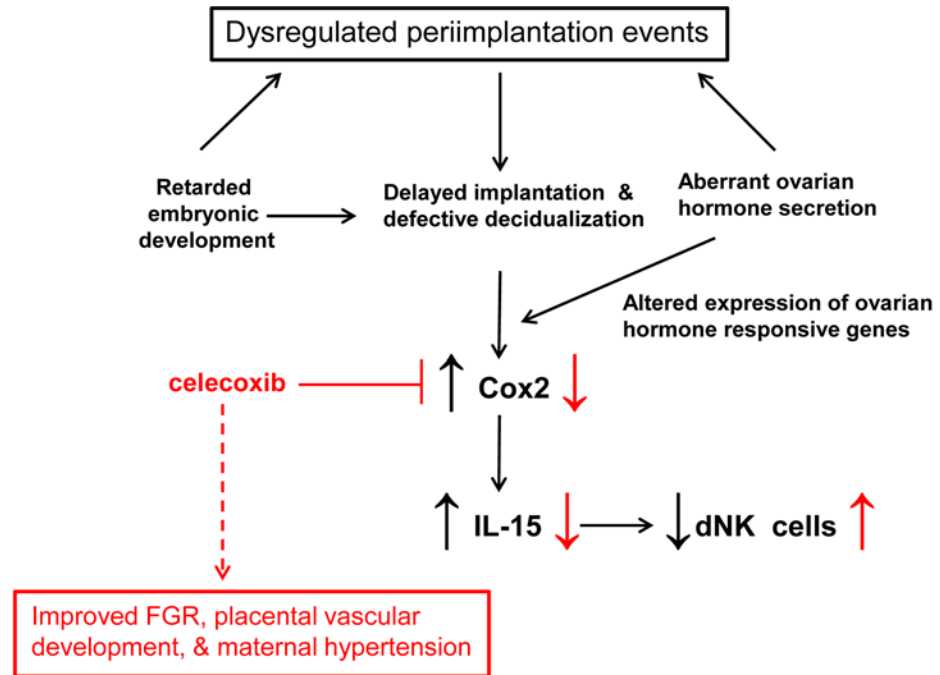 Dysregulated periimplantation events
Retarded
embryonic
development
Delayed implantation &
defective decidualization
Aberrant ovarian
hormone secretion
Altered expression of ovarian
hormone responsive genes
celecoxib
Cox2
IL-15
dNK cells
Improved FGR, placental vascular
development, & maternal hypertension